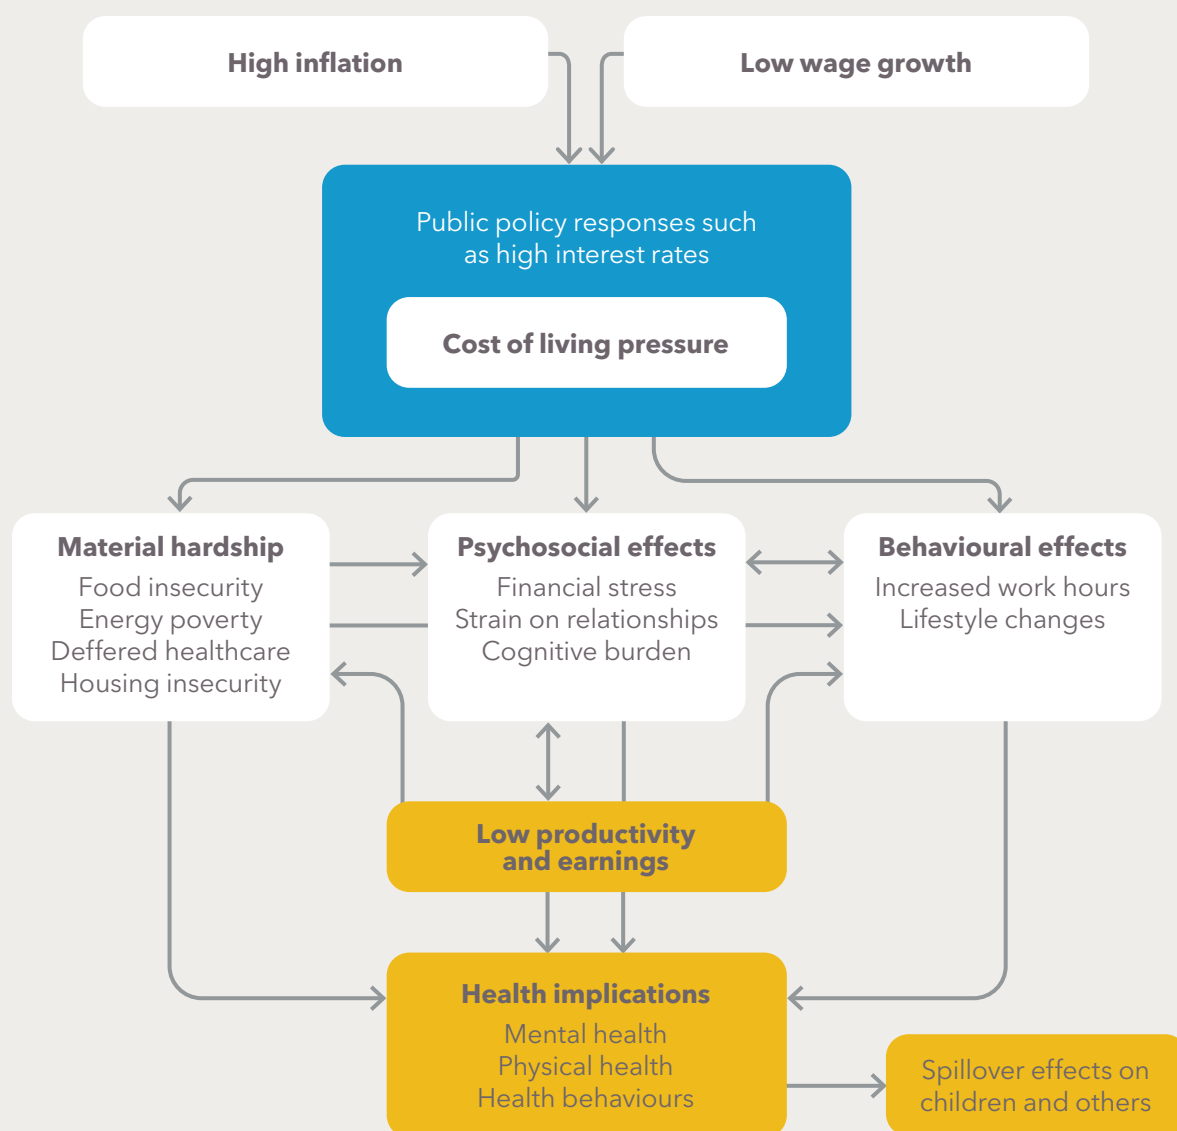 High inflation
Low wage growth
Public policy responses such
as high interest rates
Cost of living pressure
Material hardship
Food insecurity
Energy poverty
Deffered healthcare
Housing insecurity
Psychosocial effects
Financial stress
Strain on relationships
Cognitive burden
Behavioural effects
Increased work hours
Lifestyle changes
Low productivity
and earnings
Health implications
Mental health
Physical health
Health behaviours
Spillover effects on
children and others